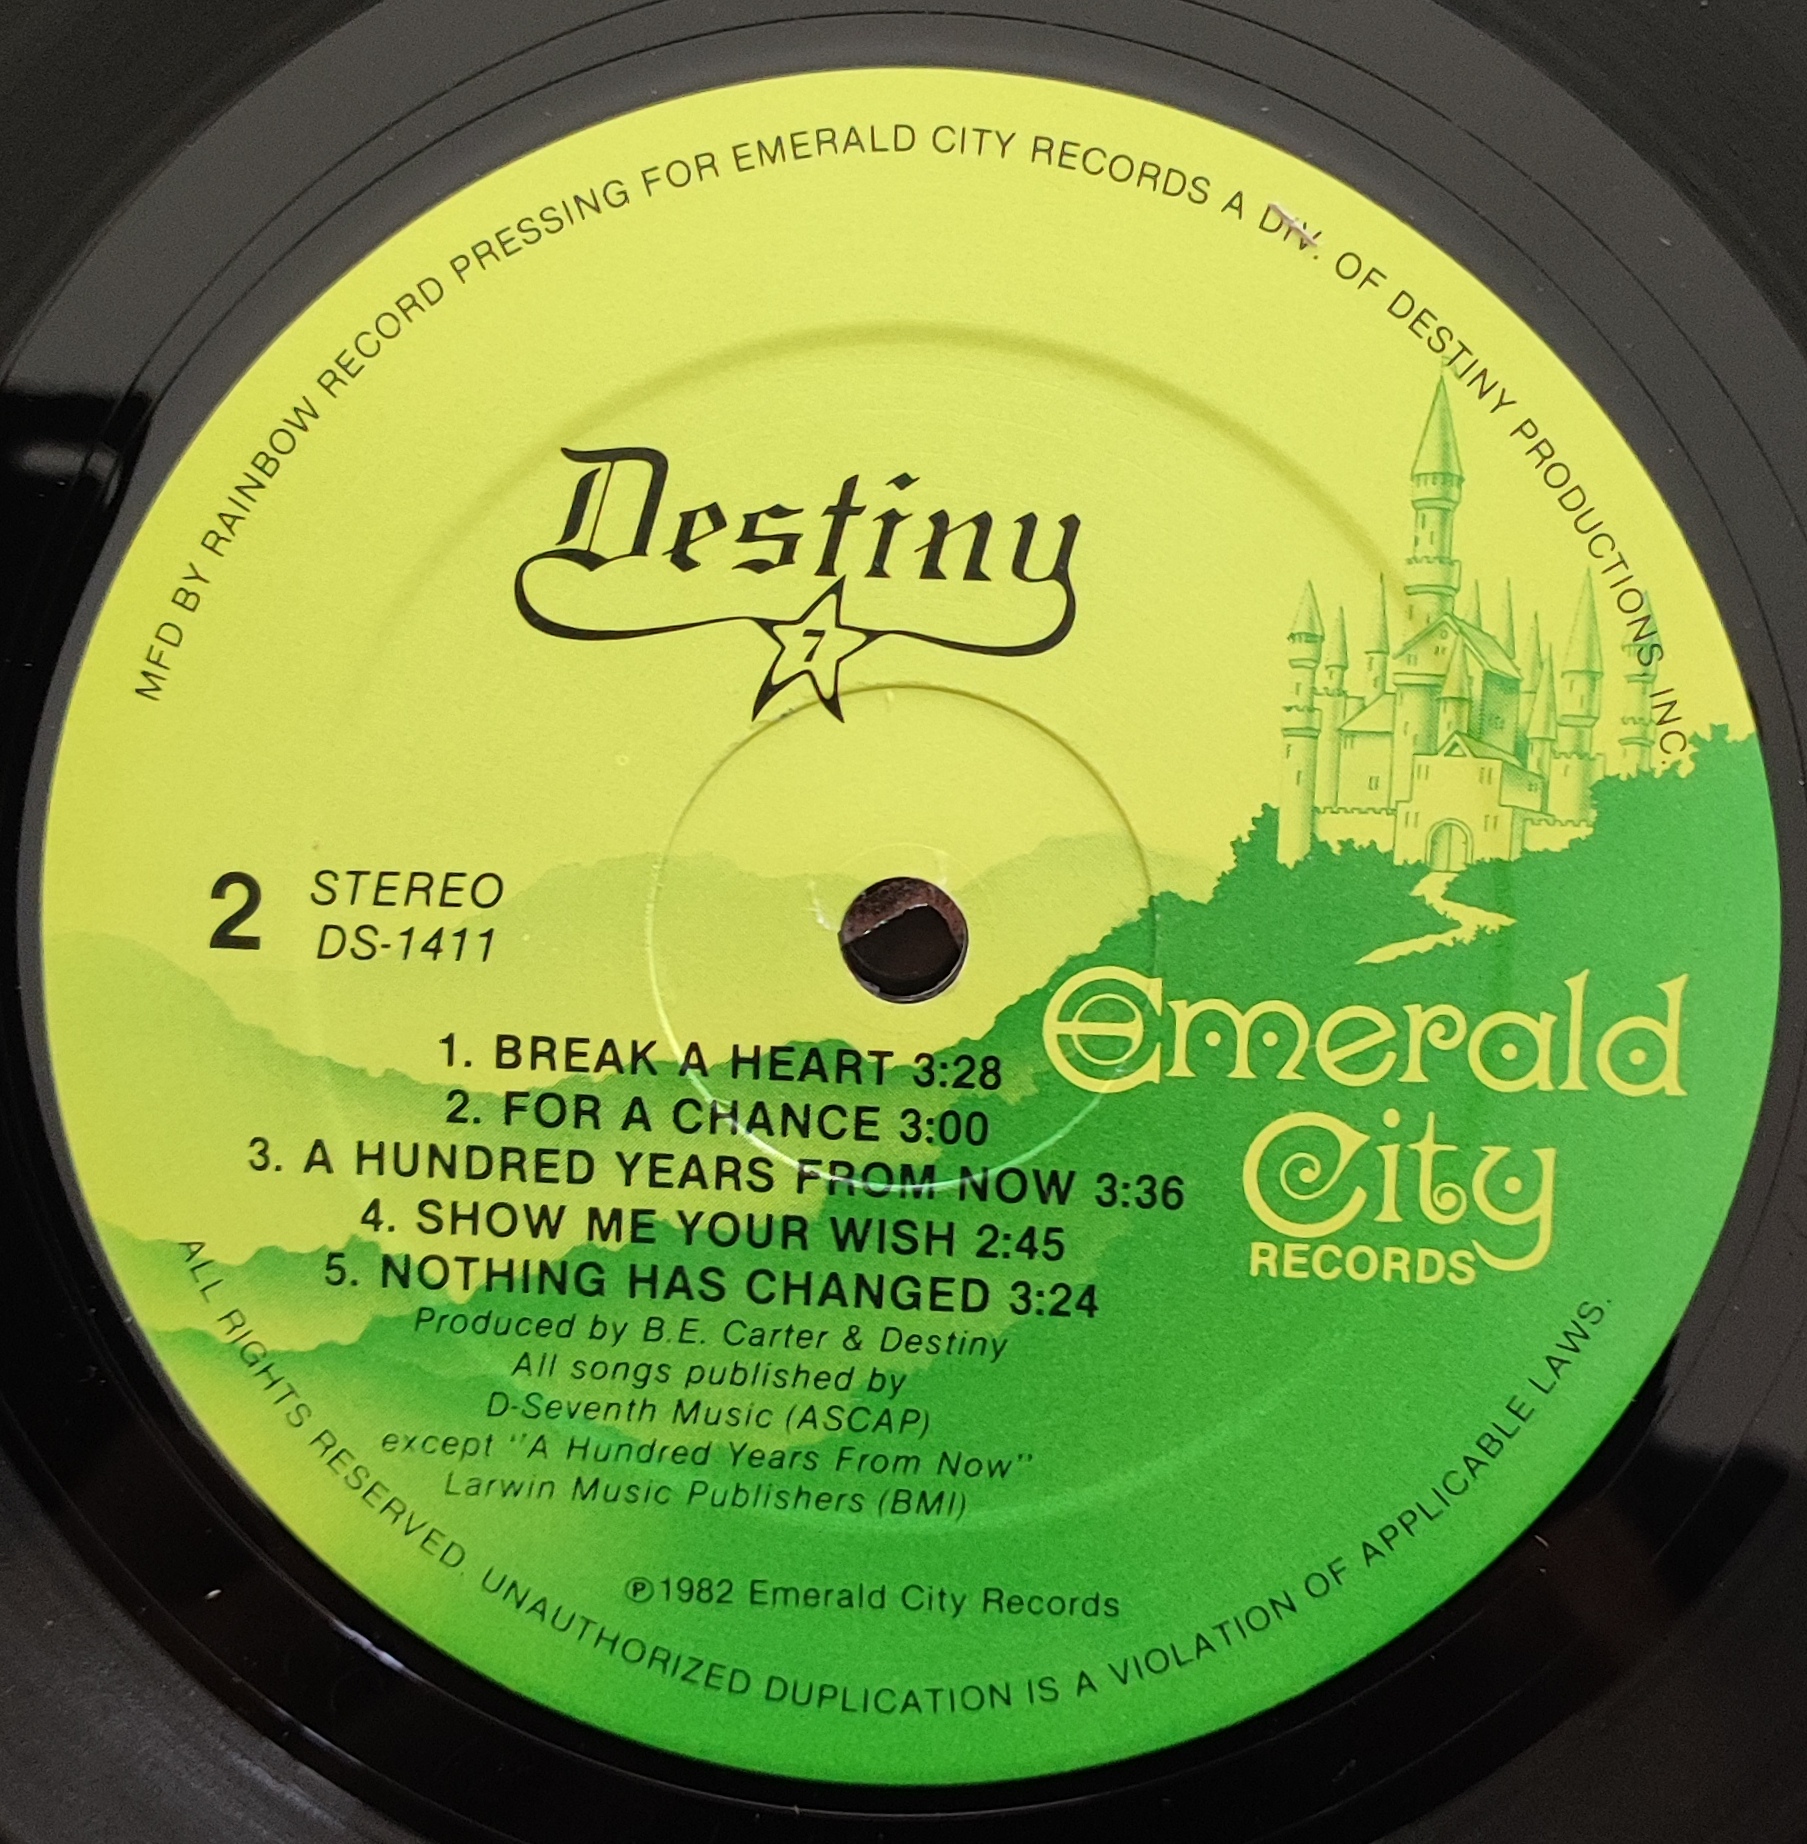 MFD BY RAINBOW RECORD PRESSING FOR EMERALD CITY RECORDS A DIV. OF DESTINY PRODUCTIONS, INC.
Destiny
7
2
STEREO
DS-1411
Emerald
City
RECORDS
1. BREAK A HEART 3:28
2. FOR A CHANCE 3:00
3. A HUNDRED YEARS FROM NOW 3:36
4. SHOW ME YOUR WISH 2:45
5. NOTHING HAS CHANGED 3:24
Produced by B.E. Carter & Destiny
All songs published by
D-Seventh Music (ASCAP)
except "A Hundred Years From Now"
Larwin Music Publishers (BMI)
℗1982 Emerald City Records
ALL RIGHTS RESERVED. UNAUTHORIZED DUPLICATION IS A VIOLATION OF APPLICABLE LAWS.